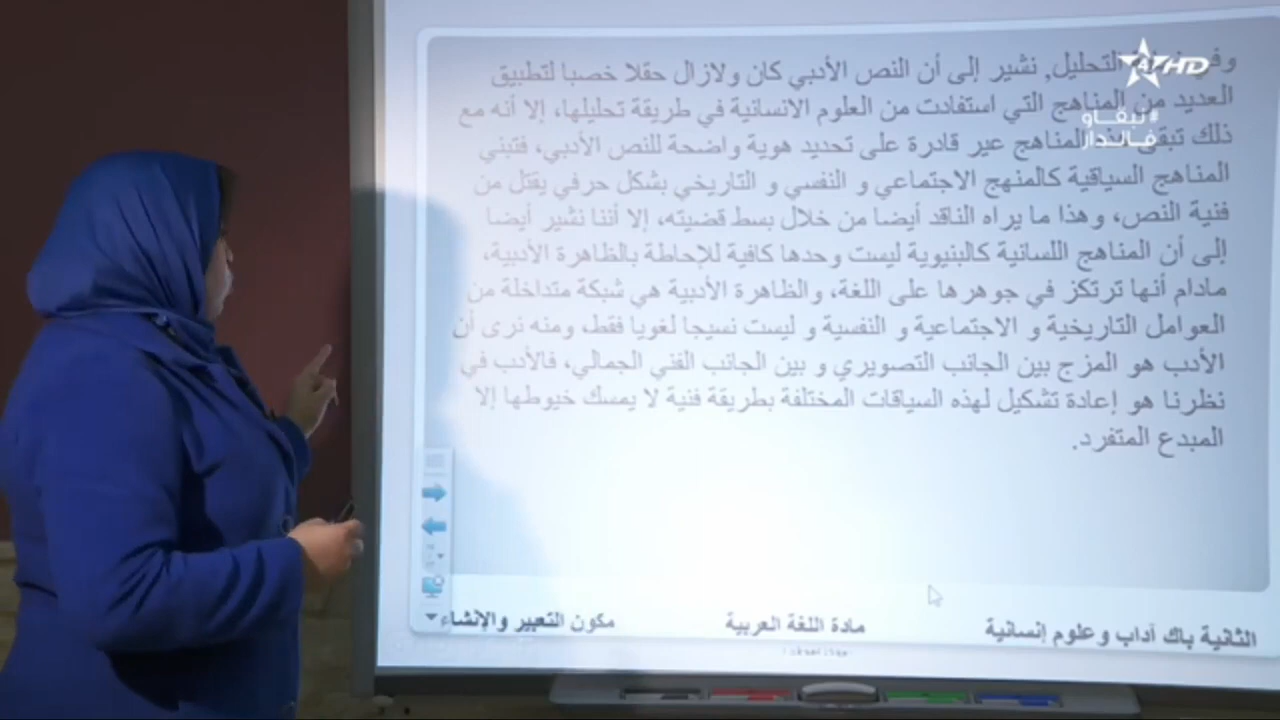 التحليل, نشير إلى أن النص الأدبي كان ولازال حقلا خصبا لتطبيق
العديد من المناهج التي استفادت من العلوم الانسانية في طريقة تحليلها، إلا أنه مع
ذلك تبقى المناهج غير قادرة على تحديد هوية واضحة للنص الأدبي، فتبني
المناهج السياقية كالمنهج الاجتماعي و النفسي و التاريخي بشكل حرفي يقتل من
فنية النص، وهذا ما يراه الناقد أيضا من خلال بسط قضيته، إلا أننا نشير أيضا
إلى أن المناهج اللسانية كالبنيوية ليست وحدها كافية للإحاطة بالظاهرة الأدبية،
مادام أنها ترتكز في جوهرها على اللغة، والظاهرة الأدبية هي شبكة متداخلة من
العوامل التاريخية و الاجتماعية و النفسية و ليست نسيجا لغويا فقط، ومنه نرى أن
الأدب هو المزج بين الجانب التصويري و بين الجانب الفني الجمالي، فالأدب في
نظرنا هو إعادة تشكيل لهذه السياقات المختلفة بطريقة فنية لا يمسك خيوطها إلا
المبدع المتفرد.
الثانية باك آداب وعلوم إنسانية مادة اللغة العربية مكون التعبير والإنشاء
HD
#نبقاو
فالدار